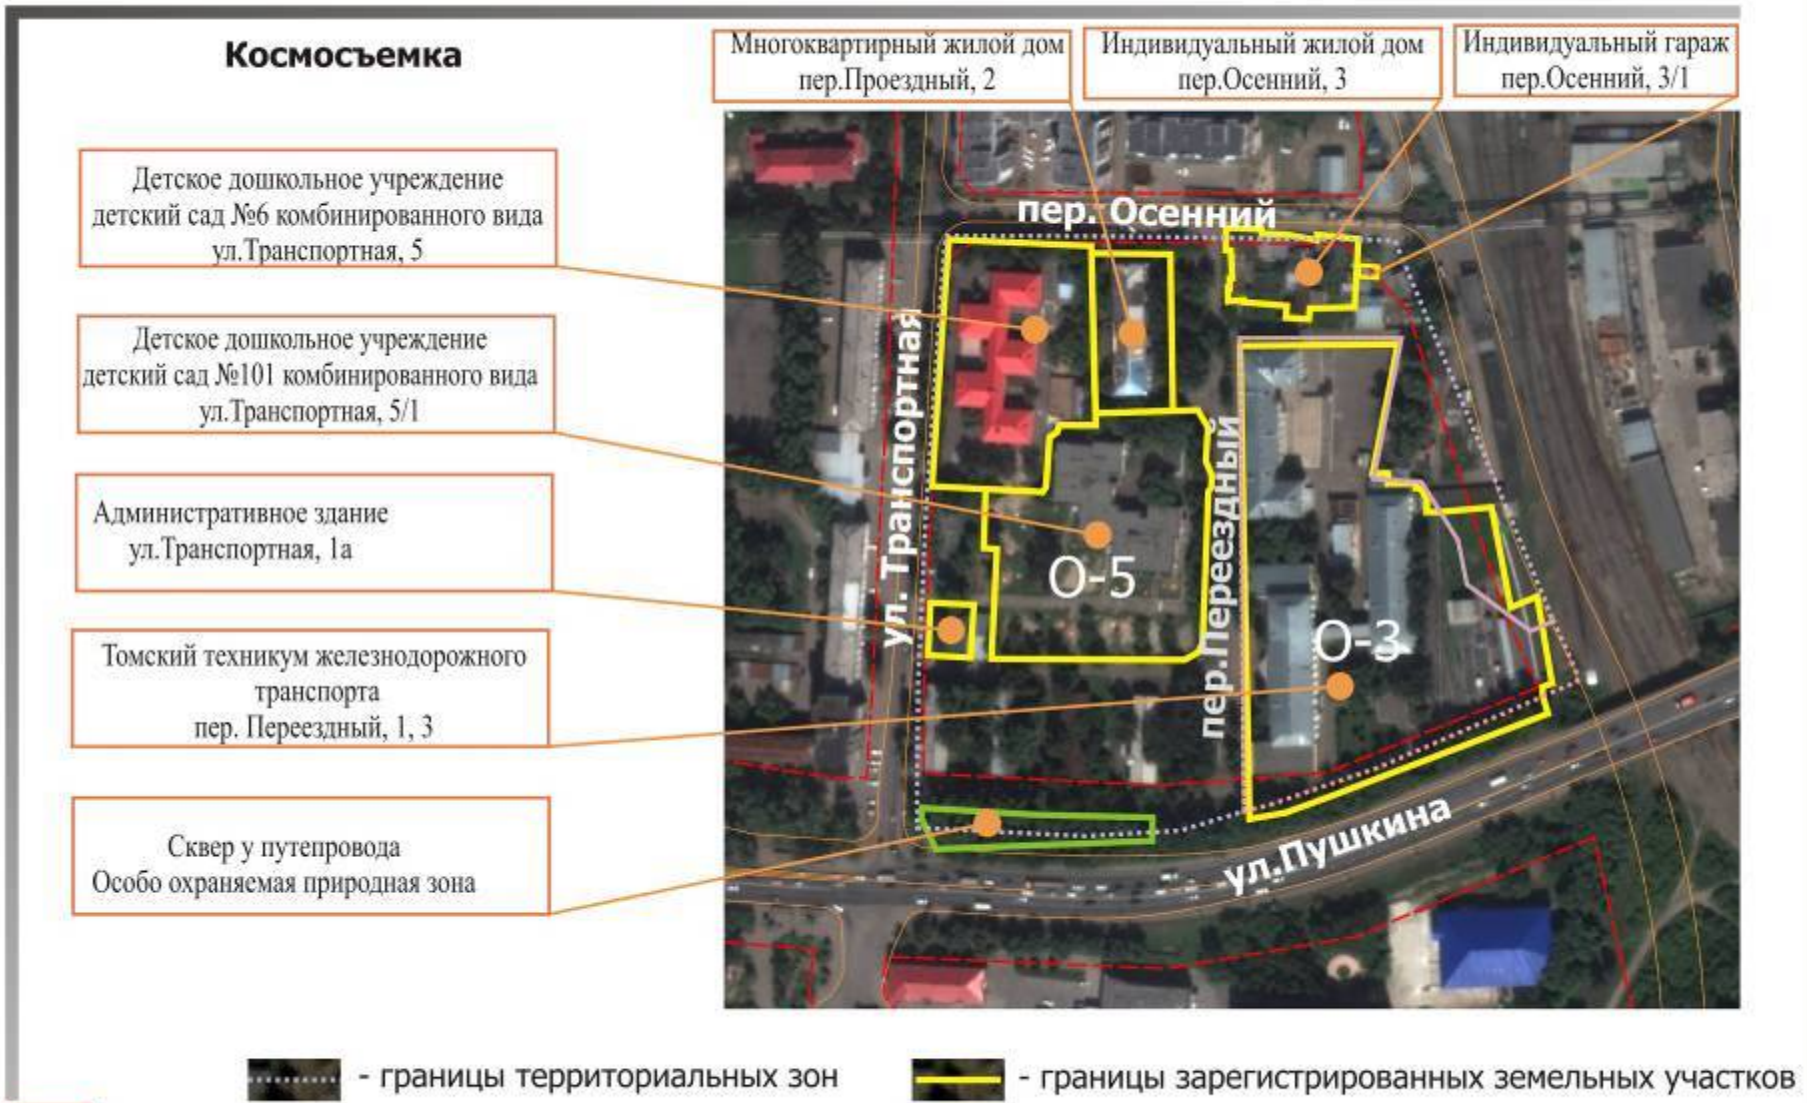 Космосъемка
Многоквартирный жилой дом
пер.Проездный, 2
Индивидуальный жилой дом
пер.Осенний, 3
Индивидуальный гараж
пер.Осенний, 3/1
Детское дошкольное учреждение
детский сад №6 комбинированного вида
ул.Транспортная, 5
Детское дошкольное учреждение
детский сад №101 комбинированного вида
ул.Транспортная, 5/1
Административное здание
ул.Транспортная, 1а
Томский техникум железнодорожного
транспорта
пер. Переездный, 1, 3
Сквер у путепровода
Особо охраняемая природная зона
пер. Осенний
ул. Транспортная
пер.Переездный
О-5
О-3
ул.Пушкина
- границы территориальных зон
- границы зарегистрированных земельных участков